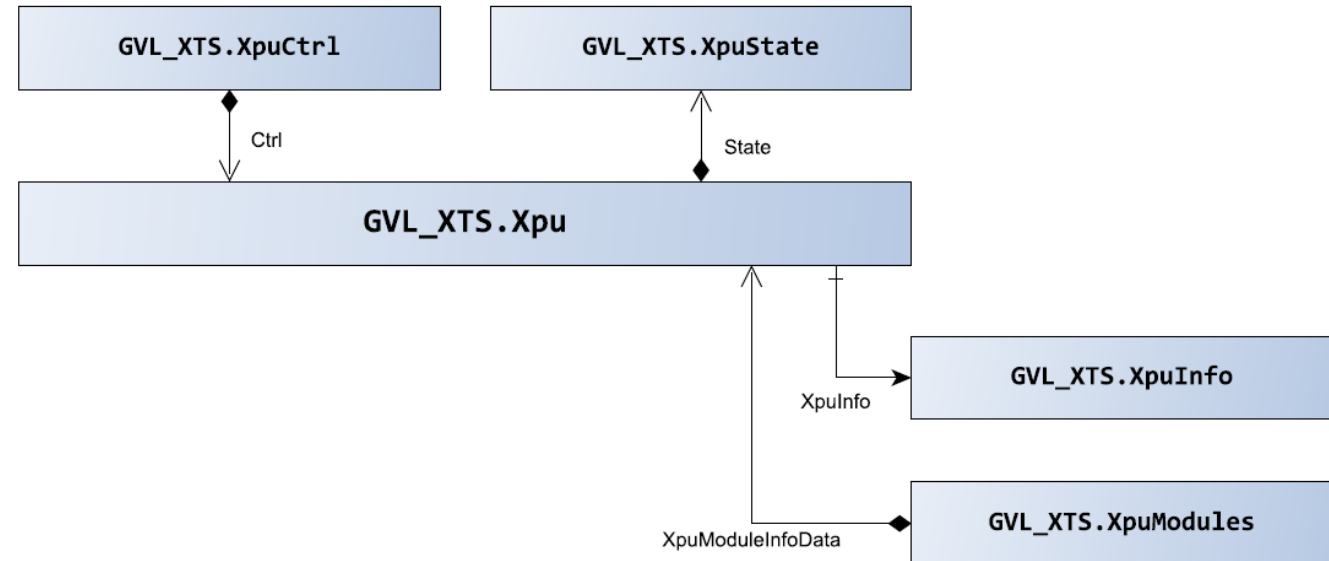 GVL_XTS.XpuCtrl
GVL_XTS.XpuState
Ctrl
State
GVL_XTS.Xpu
GVL_XTS.XpuInfo
XpuInfo
GVL_XTS.XpuModules
XpuModuleInfoData